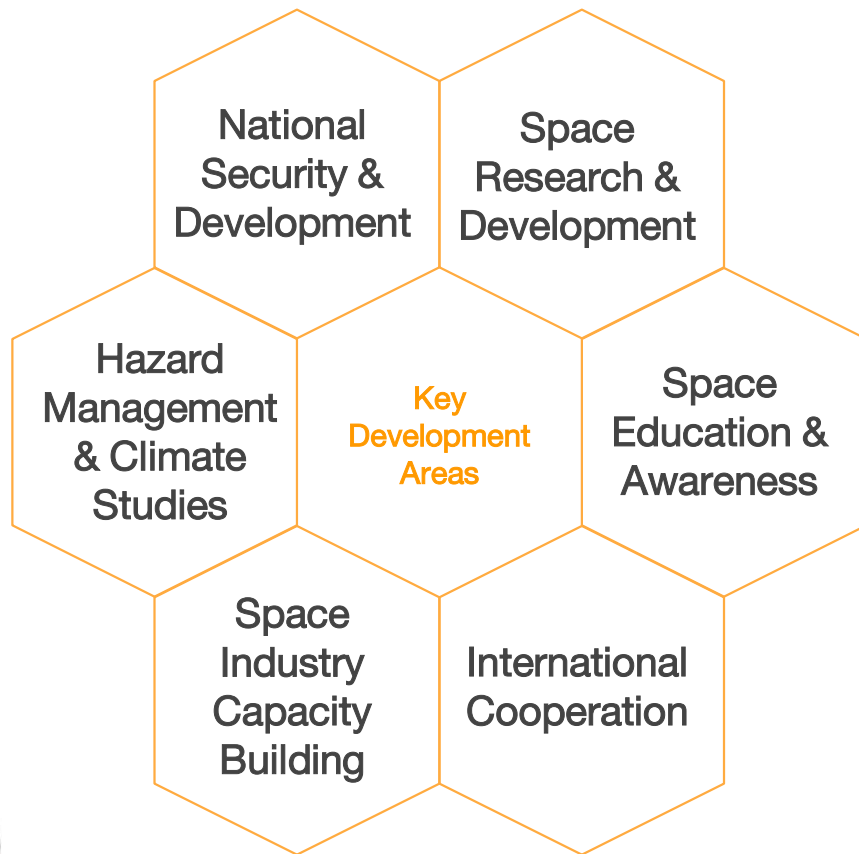 National
Security &
Development
Space
Research &
Development
Hazard
Management
& Climate
Studies
Key
Development
Areas
Space
Education &
Awareness
Space
Industry
Capacity
Building
International
Cooperation